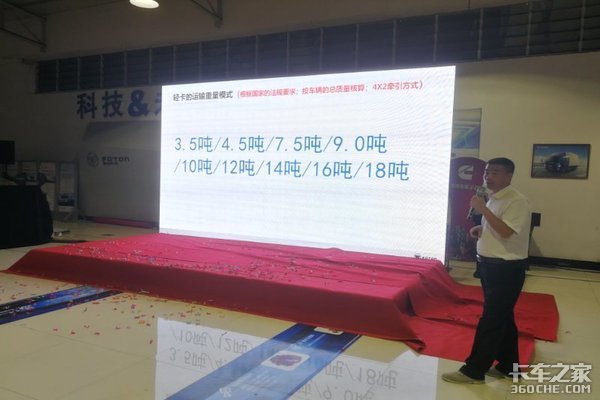 轻卡的运输重量模式（根据国家的法规要求；按车辆的总质量核算；4X2牵引方式）
3.5吨/4.5吨/7.5吨/9.0吨
/10吨/12吨/14吨/16吨/18吨
科技&
FOTON
卡车之家
360CHE.COM